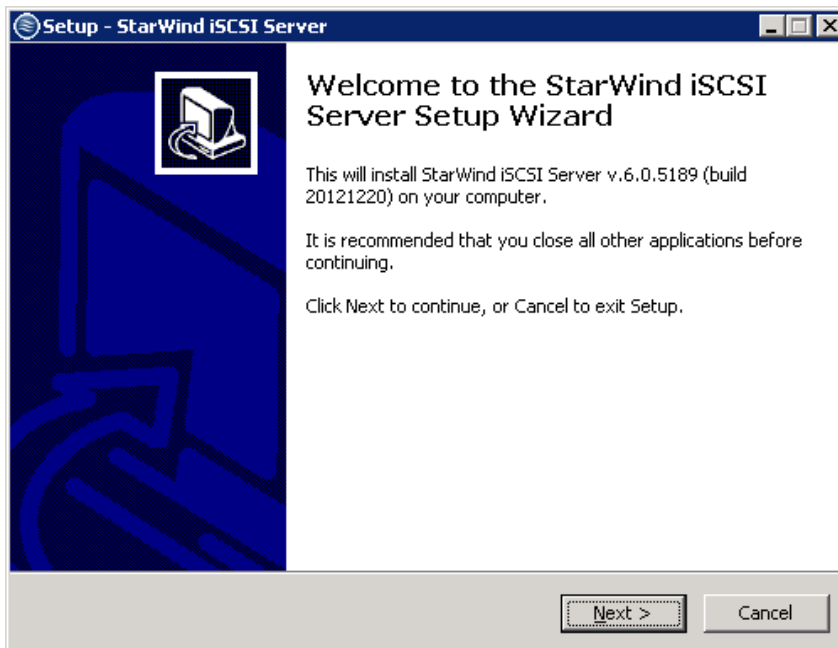 Setup - StarWind iSCSI Server
Welcome to the StarWind iSCSI
Server Setup Wizard
This will install StarWind iSCSI Server v.6.0.5189 (build
20121220) on your computer.
It is recommended that you close all other applications before
continuing.
Click Next to continue, or Cancel to exit Setup.
Next >
Cancel